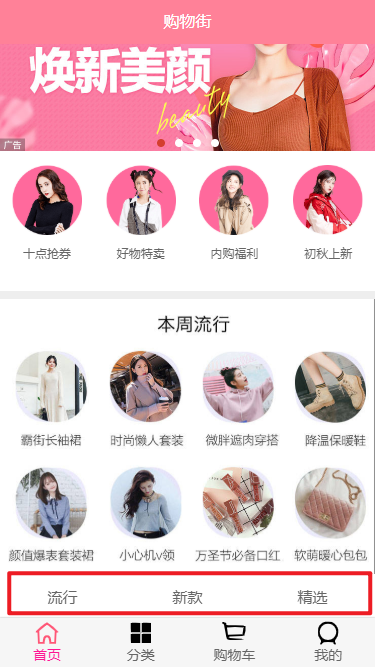 购物街
焕新美颜
beauty
广告
十点抢券 好物特卖 内购福利 初秋上新
本周流行
霸街长袖裙 时尚懒人套装 微胖遮肉穿搭 降温保暖鞋
颜值爆表套装裙 小心机v领 万圣节必备口红 软萌暖心包包
流行 新款 精选
首页 分类 购物车 我的